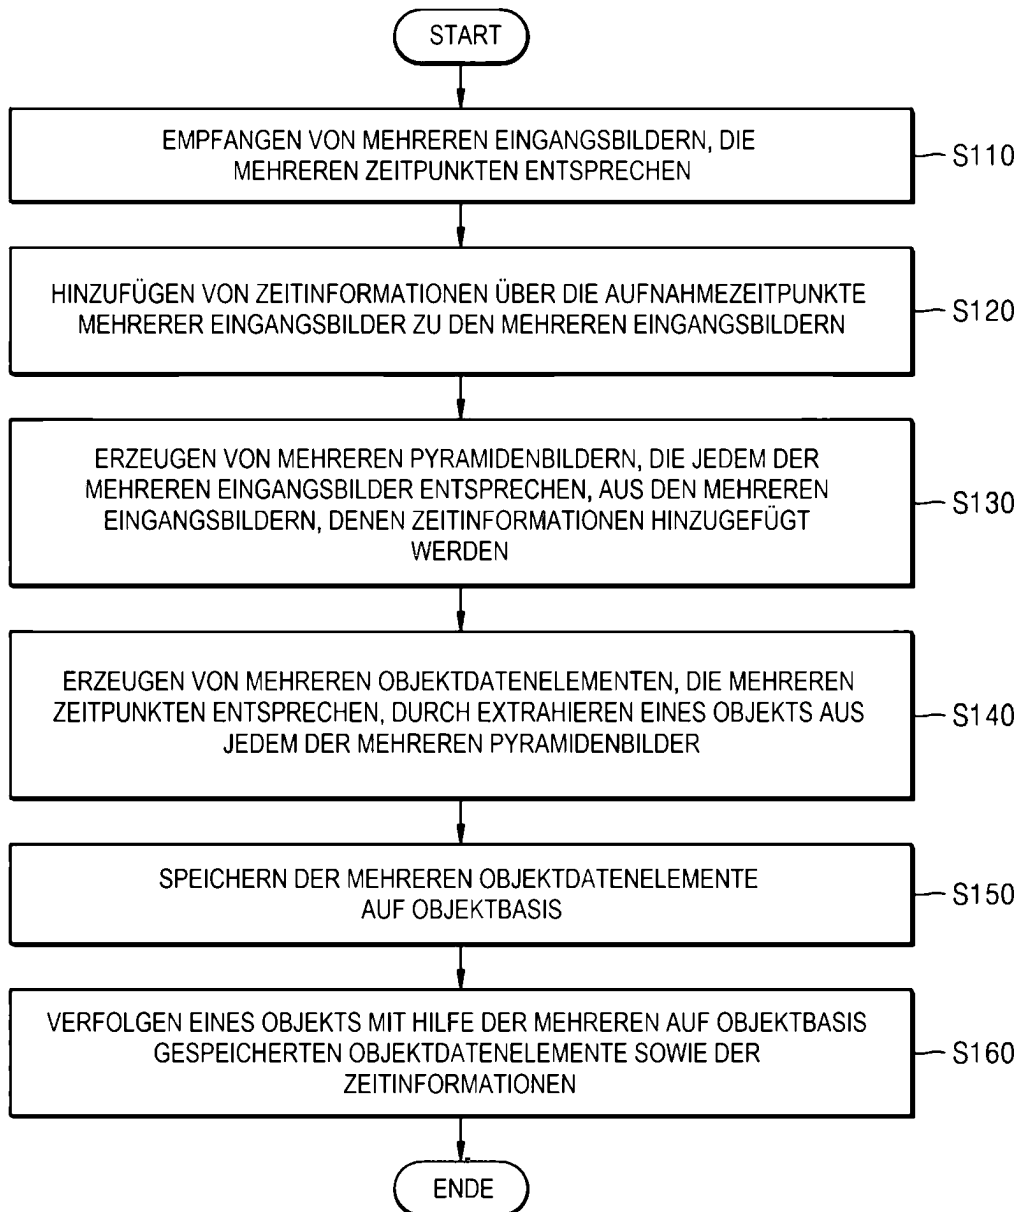 START
EMPFANGEN VON MEHREREN EINGANGSBILDERN, DIE
MEHREREN ZEITPUNKTEN ENTSPRECHEN
S110
HINZUFÜGEN VON ZEITINFORMATIONEN ÜBER DIE AUFNAHMEZEITPUNKTE
MEHRERER EINGANGSBILDER ZU DEN MEHREREN EINGANGSBILDERN
S120
ERZEUGEN VON MEHREREN PYRAMIDENBILDERN, DIE JEDEM DER
MEHREREN EINGANGSBILDER ENTSPRECHEN, AUS DEN MEHREREN
EINGANGSBILDERN, DENEN ZEITINFORMATIONEN HINZUGEFÜGT
WERDEN
S130
ERZEUGEN VON MEHREREN OBJEKTDATENELEMENTEN, DIE MEHREREN
ZEITPUNKTEN ENTSPRECHEN, DURCH EXTRAHIEREN EINES OBJEKTS AUS
JEDEM DER MEHREREN PYRAMIDENBILDER
S140
SPEICHERN DER MEHREREN OBJEKTDATENELEMENTE
AUF OBJEKTBASIS
S150
VERFOLGEN EINES OBJEKTS MIT HILFE DER MEHREREN AUF OBJEKTBASIS
GESPEICHERTEN OBJEKTDATENELEMENTE SOWIE DER
ZEITINFORMATIONEN
S160
ENDE